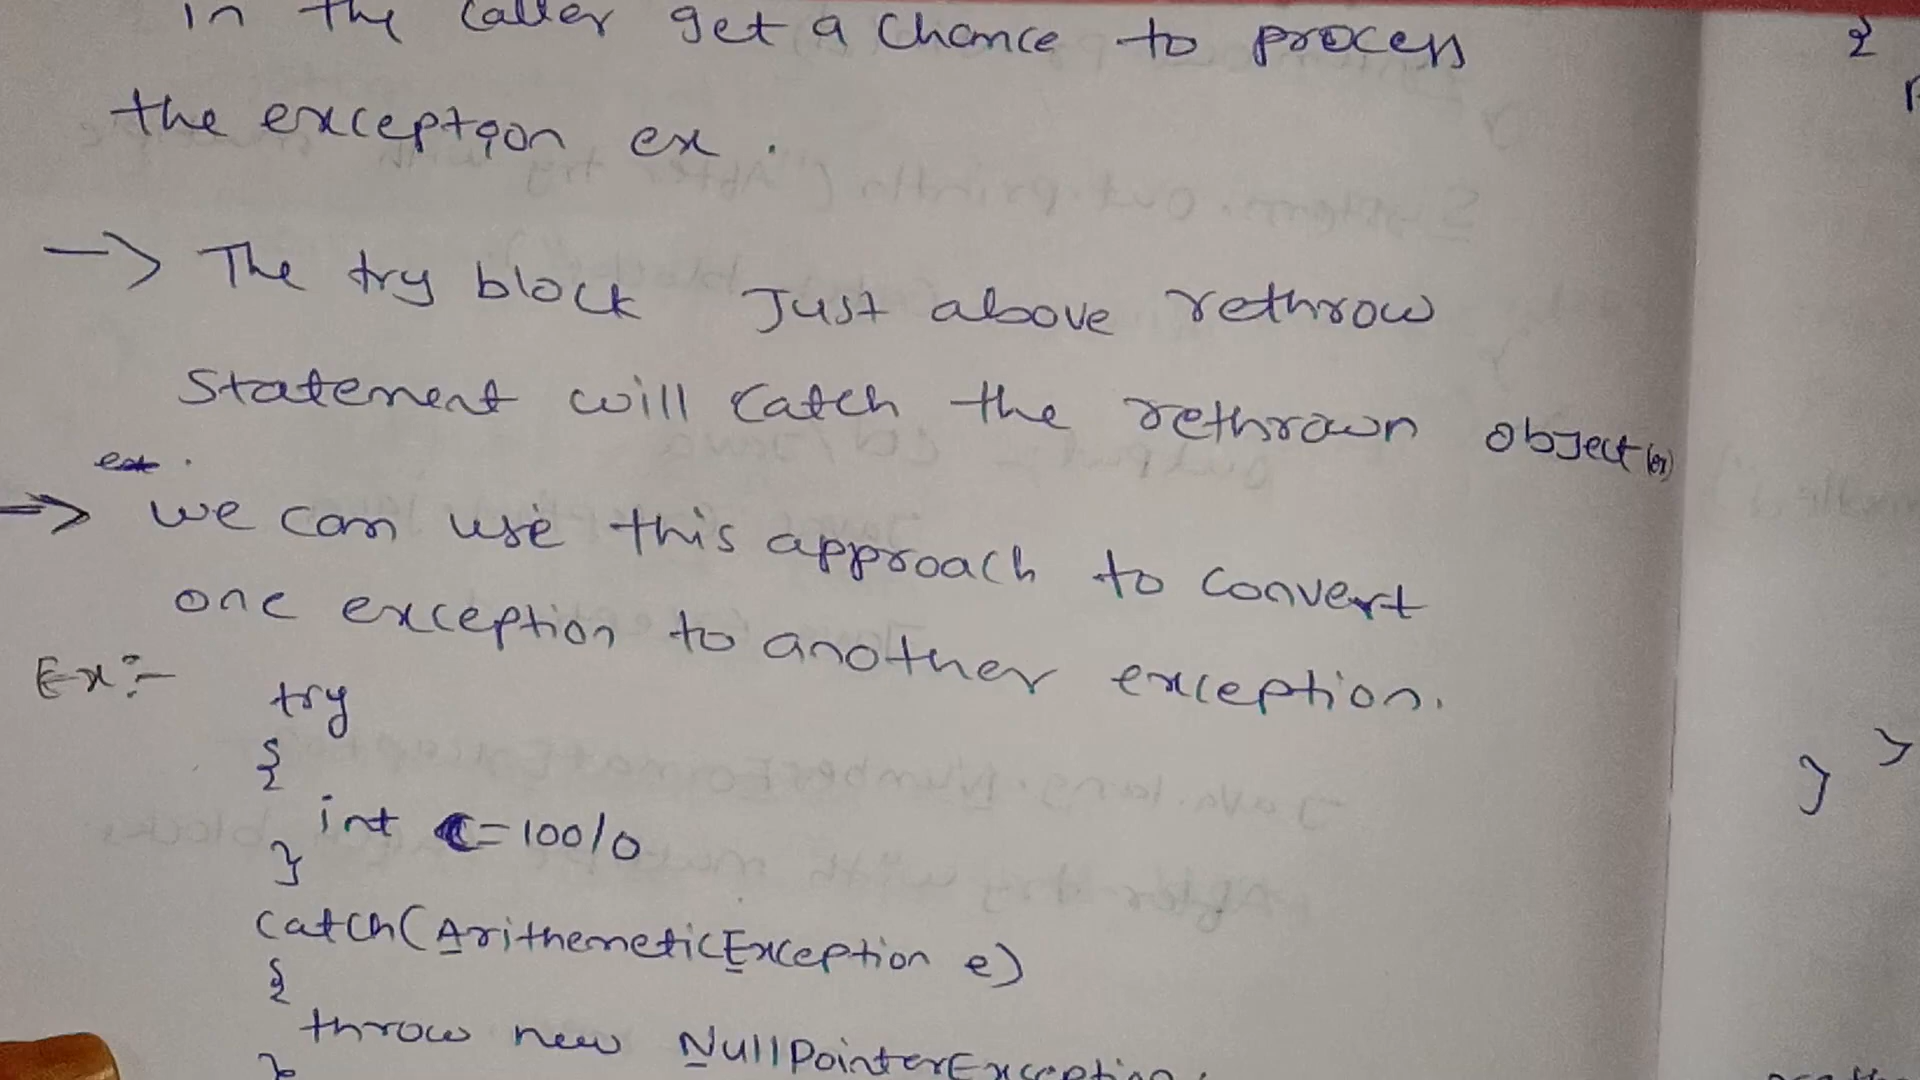 in the caller get a chance to process
the exception ex .
-> The try block Just above rethrow
Statement will catch the rethrown object (ex)
=> we can use this approach to convert
one exception to another exception.
Ex:-
try
{
int c=100/0
}
catch(ArithemeticException e)
{
throw new NullPointerException;
}
{
}
}